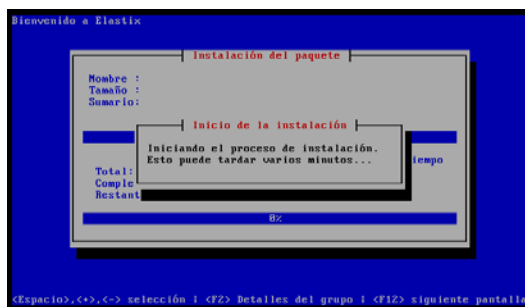 Bienvenido a Elastix
Instalación del paquete
Nombre :
Tamaño :
Sumario:
Inicio de la instalación
Iniciando el proceso de instalación.
Esto puede tardar varios minutos...
iempo
Total:
Comple
Restant
0%
<Espacio>,<+>,<-> selección | <F2> Detalles del grupo | <F12> siguiente pantalla